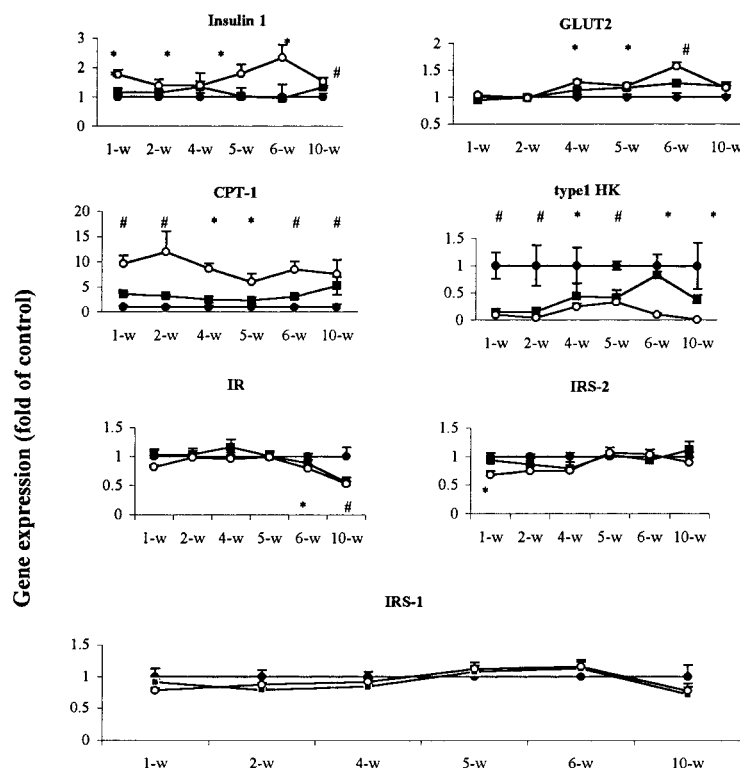 Gene expression (fold of control)
Insulin 1
3
2
1
0
* * * * #
*
1-w 2-w 4-w 5-w 6-w 10-w
GLUT2
2
1.5
1
0.5
* * #
1-w 2-w 4-w 5-w 6-w 10-w
CPT-1
20
15
10
5
0
# # * * # #
1-w 2-w 4-w 5-w 6-w 10-w
type1 HK
1.5
1
0.5
0
# # * # * *
1-w 2-w 4-w 5-w 6-w 10-w
IR
1.5
1
0.5
0
* #
1-w 2-w 4-w 5-w 6-w 10-w
IRS-2
1.5
1
0.5
0
*
1-w 2-w 4-w 5-w 6-w 10-w
IRS-1
1.5
1
0.5
0
1-w 2-w 4-w 5-w 6-w 10-w